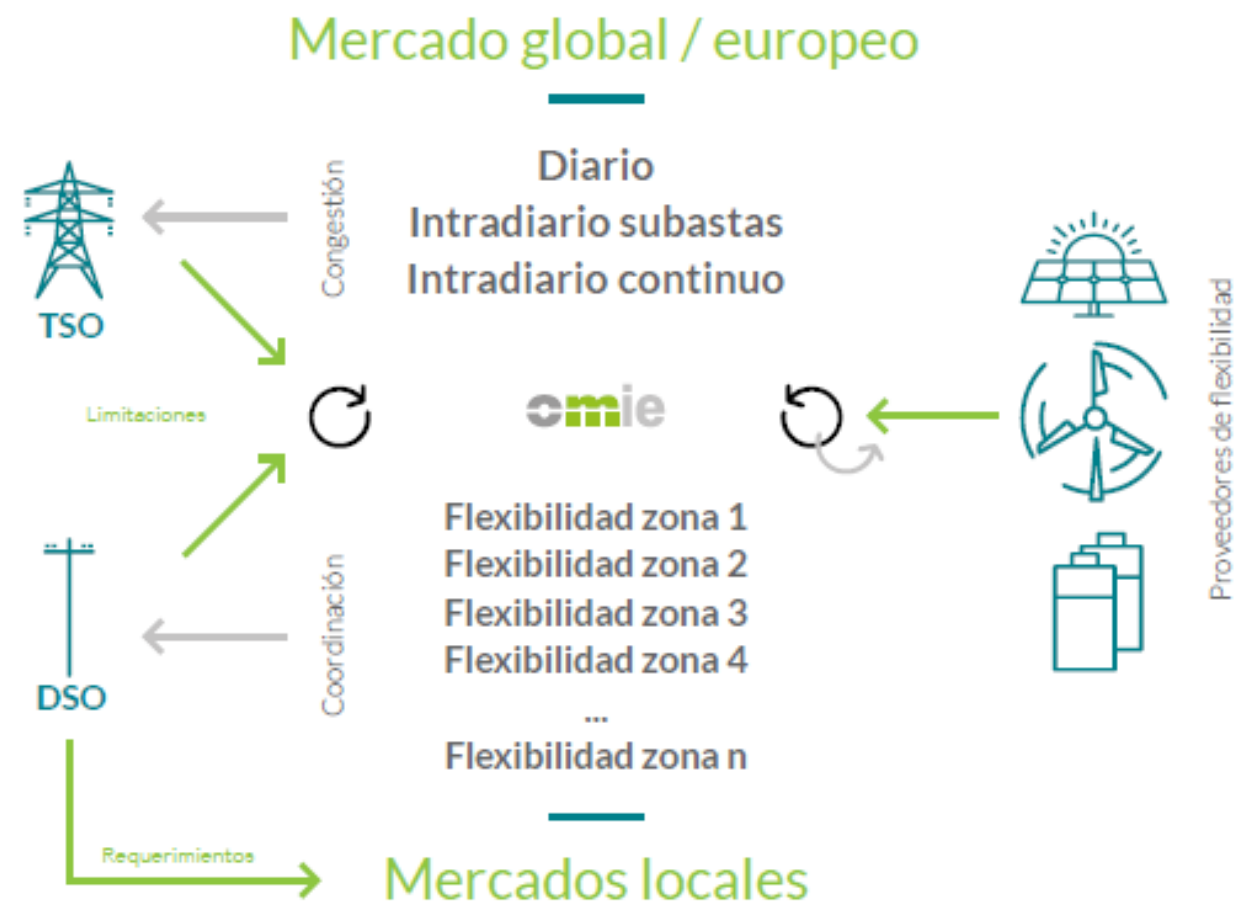 Mercado global / europeo
Diario
Intradiario subastas
Intradiario continuo
Congestión
TSO
Limitaciones
omie
Proveedores de flexibilidad
Flexibilidad zona 1
Flexibilidad zona 2
Flexibilidad zona 3
Flexibilidad zona 4
...
Flexibilidad zona n
Coordinación
DSO
Requerimientos
Mercados locales